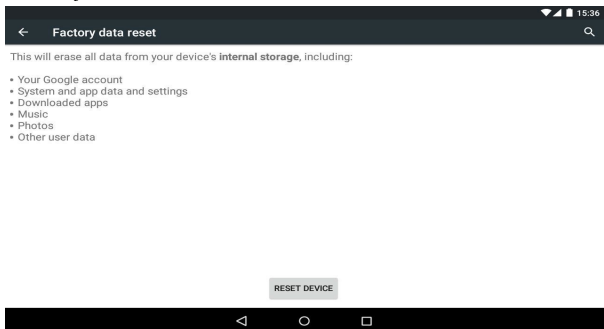 15:36
Factory data reset
This will erase all data from your device's internal storage, including:
• Your Google account
• System and app data and settings
• Downloaded apps
• Music
• Photos
• Other user data
RESET DEVICE